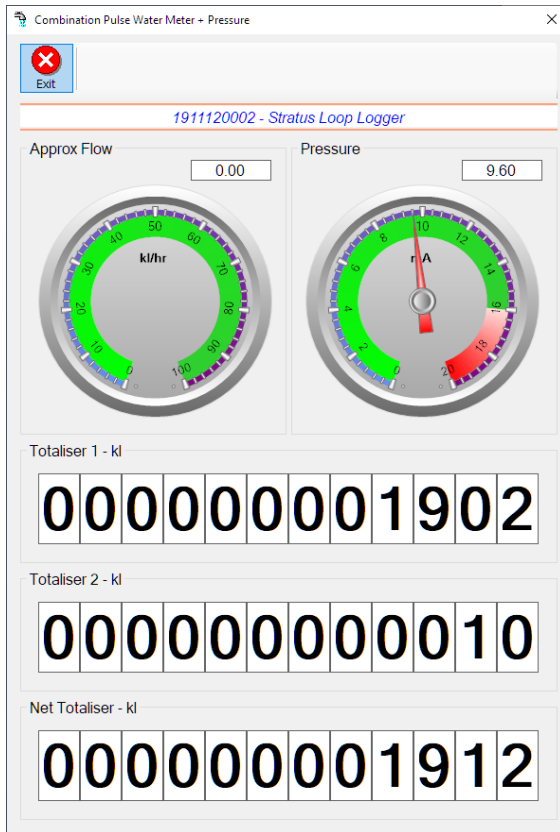 Combination Pulse Water Meter + Pressure
Exit
1911120002 - Stratus Loop Logger
Approx Flow
0.00
kl/hr
0
10
20
30
40
50
60
70
80
90
100
Pressure
9.60
mA
0
2
4
6
8
10
12
14
16
18
20
Totaliser 1 - kl
0000000001902
Totaliser 2 - kl
000000000010
Net Totaliser - kl
000000001912